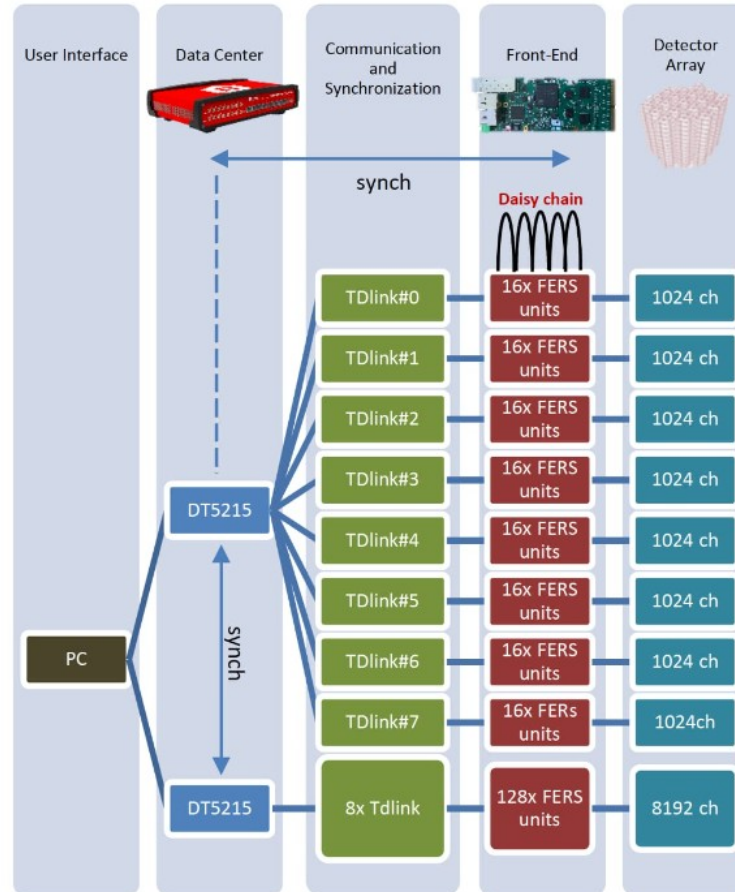 User Interface
Data Center
Communication
and
Synchronization
Front-End
Detector
Array
synch
Daisy chain
TDlink#0
16x FERS
units
1024 ch
TDlink#1
16x FERS
units
1024 ch
TDlink#2
16x FERS
units
1024 ch
TDlink#3
16x FERS
units
1024 ch
DT5215
TDlink#4
16x FERS
units
1024 ch
TDlink#5
16x FERS
units
1024 ch
synch
PC
TDlink#6
16x FERS
units
1024 ch
TDlink#7
16x FERs
units
1024ch
DT5215
8x Tdlink
128x FERS
units
8192 ch